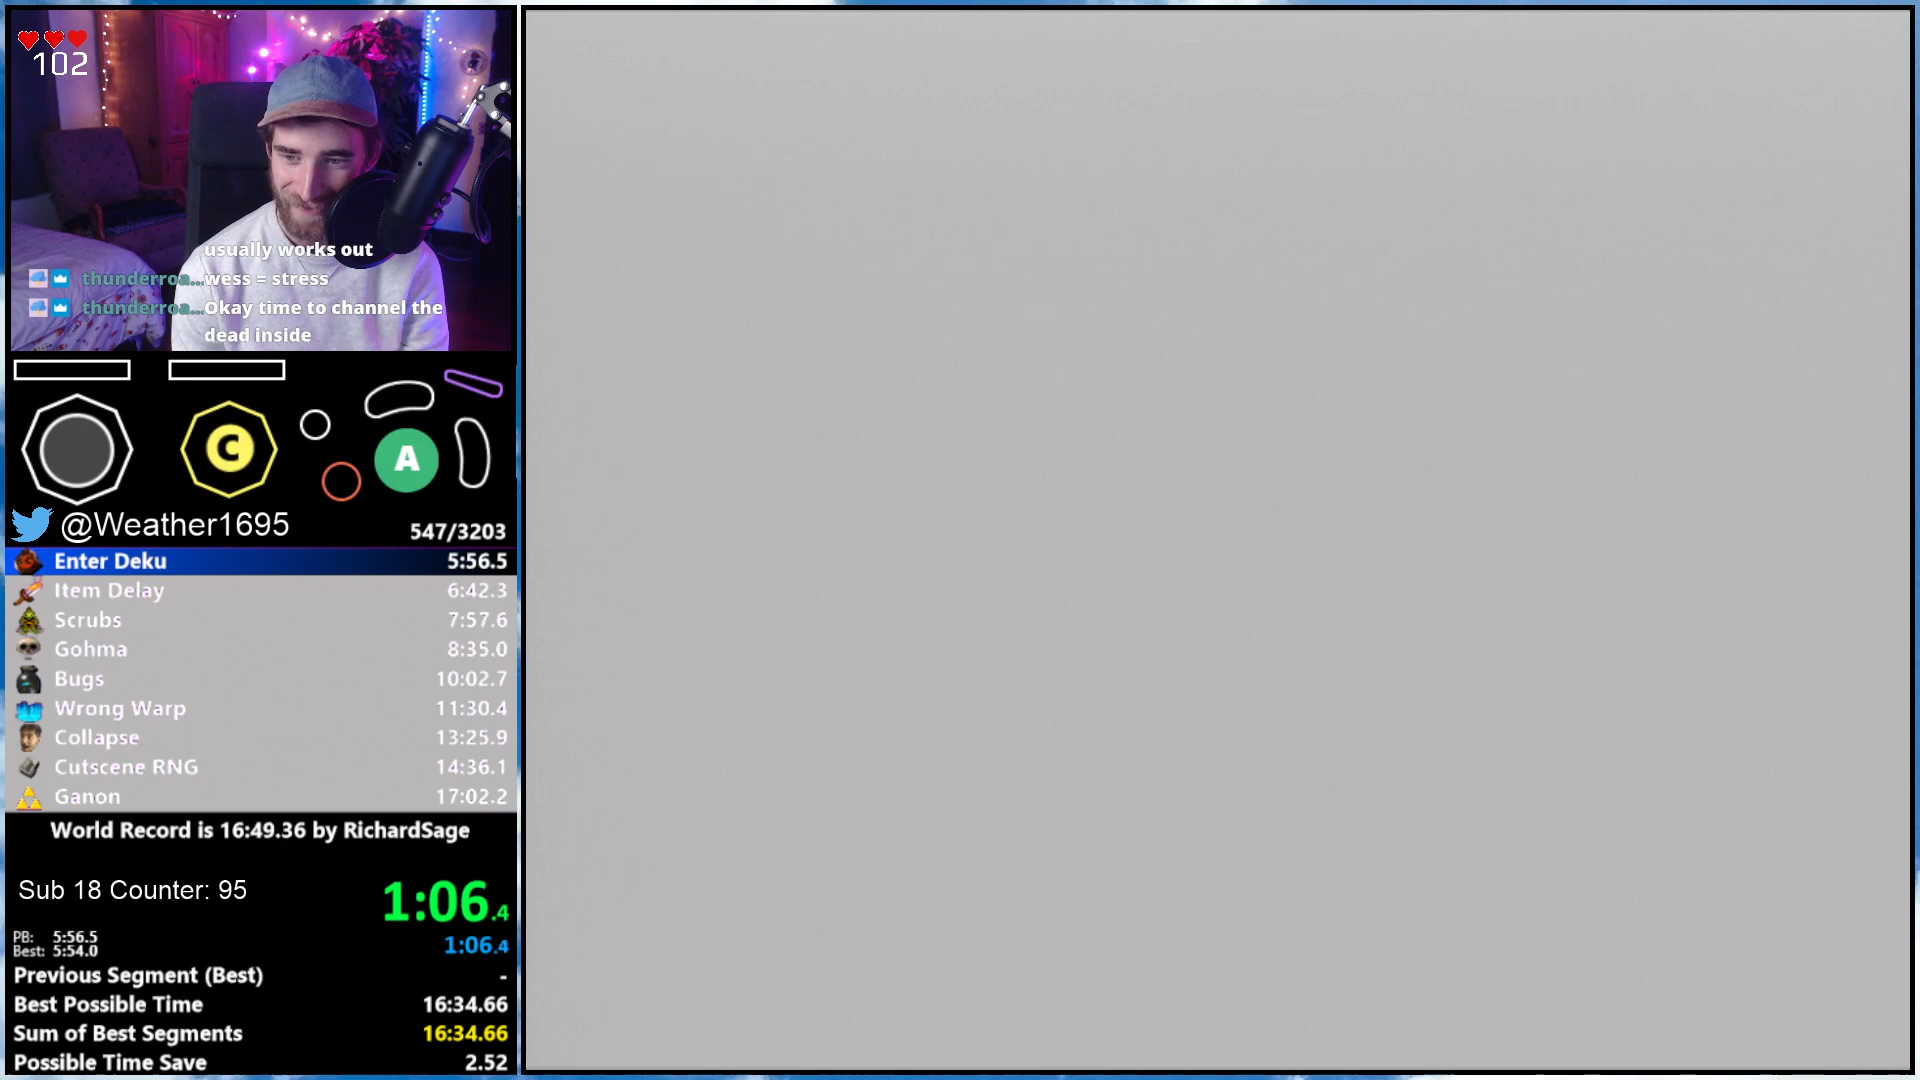 102
usually works out
thunderroa... wess = stress
thunderroa... Okay time to channel the
dead inside
C
A
@Weather1695
547/3203
Enter Deku 5:56.5
Item Delay 6:42.3
Scrubs 7:57.6
Gohma 8:35.0
Bugs 10:02.7
Wrong Warp 11:30.4
Collapse 13:25.9
Cutscene RNG 14:36.1
Ganon 17:02.2
World Record is 16:49.36 by RichardSage
Sub 18 Counter: 95
1:06.4
PB: 5:56.5
Best: 5:54.0
1:06.4
Previous Segment (Best) -
Best Possible Time 16:34.66
Sum of Best Segments 16:34.66
Possible Time Save 2.52